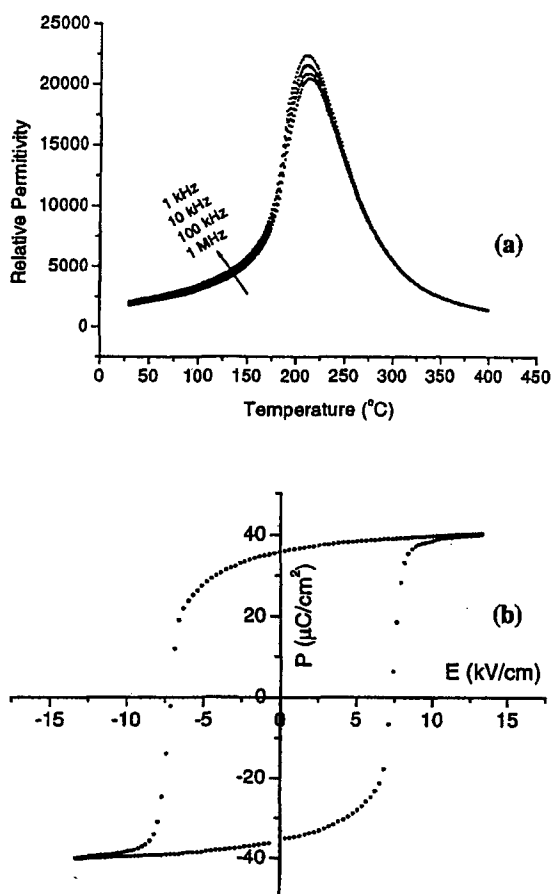 25000
20000
15000
10000
5000
0
Relative Permitivity
1 kHz
10 kHz
100 kHz
1 MHz
(a)
0 50 100 150 200 250 300 350 400 450
Temperature (°C)
40
20
0
-20
-40
P (μC/cm²)
(b)
E (kV/cm)
-15 -10 -5 0 5 10 15